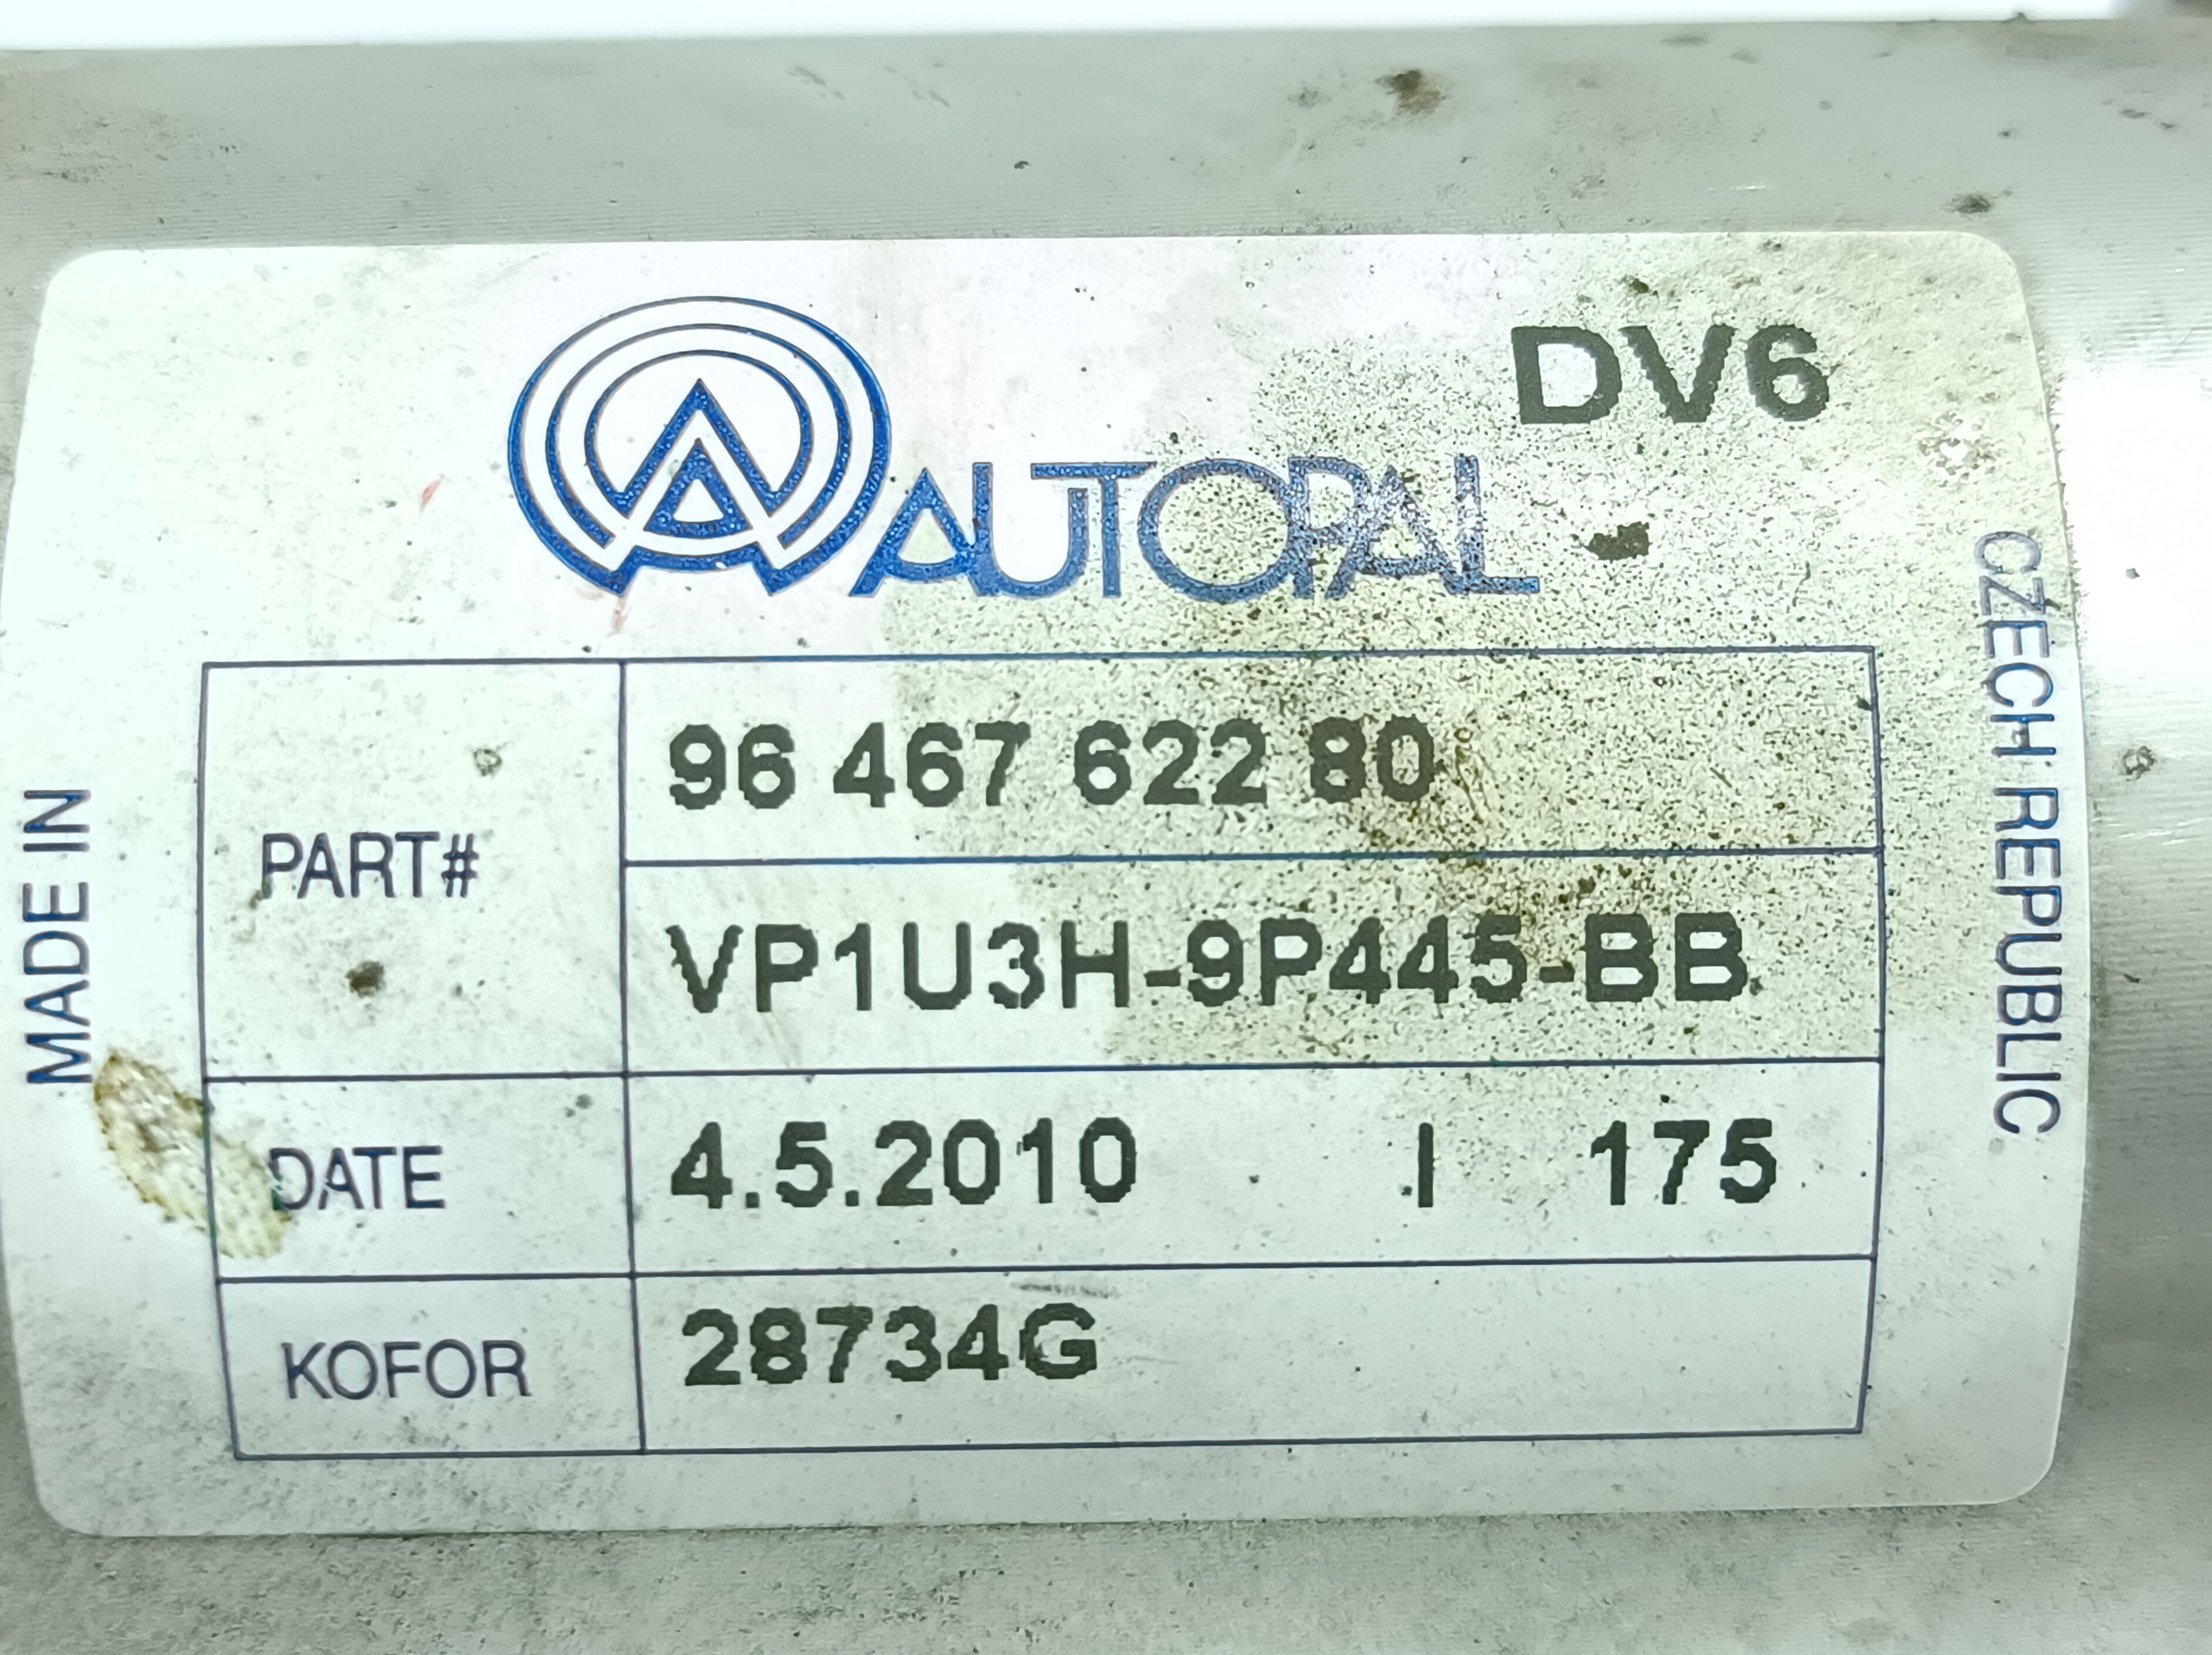 DV6
AUTOPAL
MADE IN
CZECH REPUBLIC
PART#
96 467 622 80
VP1U3H-9P445-BB
DATE
4.5.2010 I 175
KOFOR
28734G